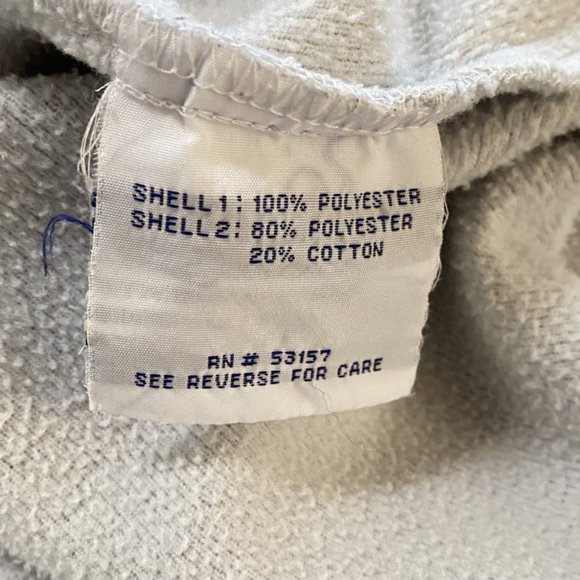 SHELL 1: 100% POLYESTER
SHELL 2: 80% POLYESTER
20% COTTON
RN # 53157
SEE REVERSE FOR CARE